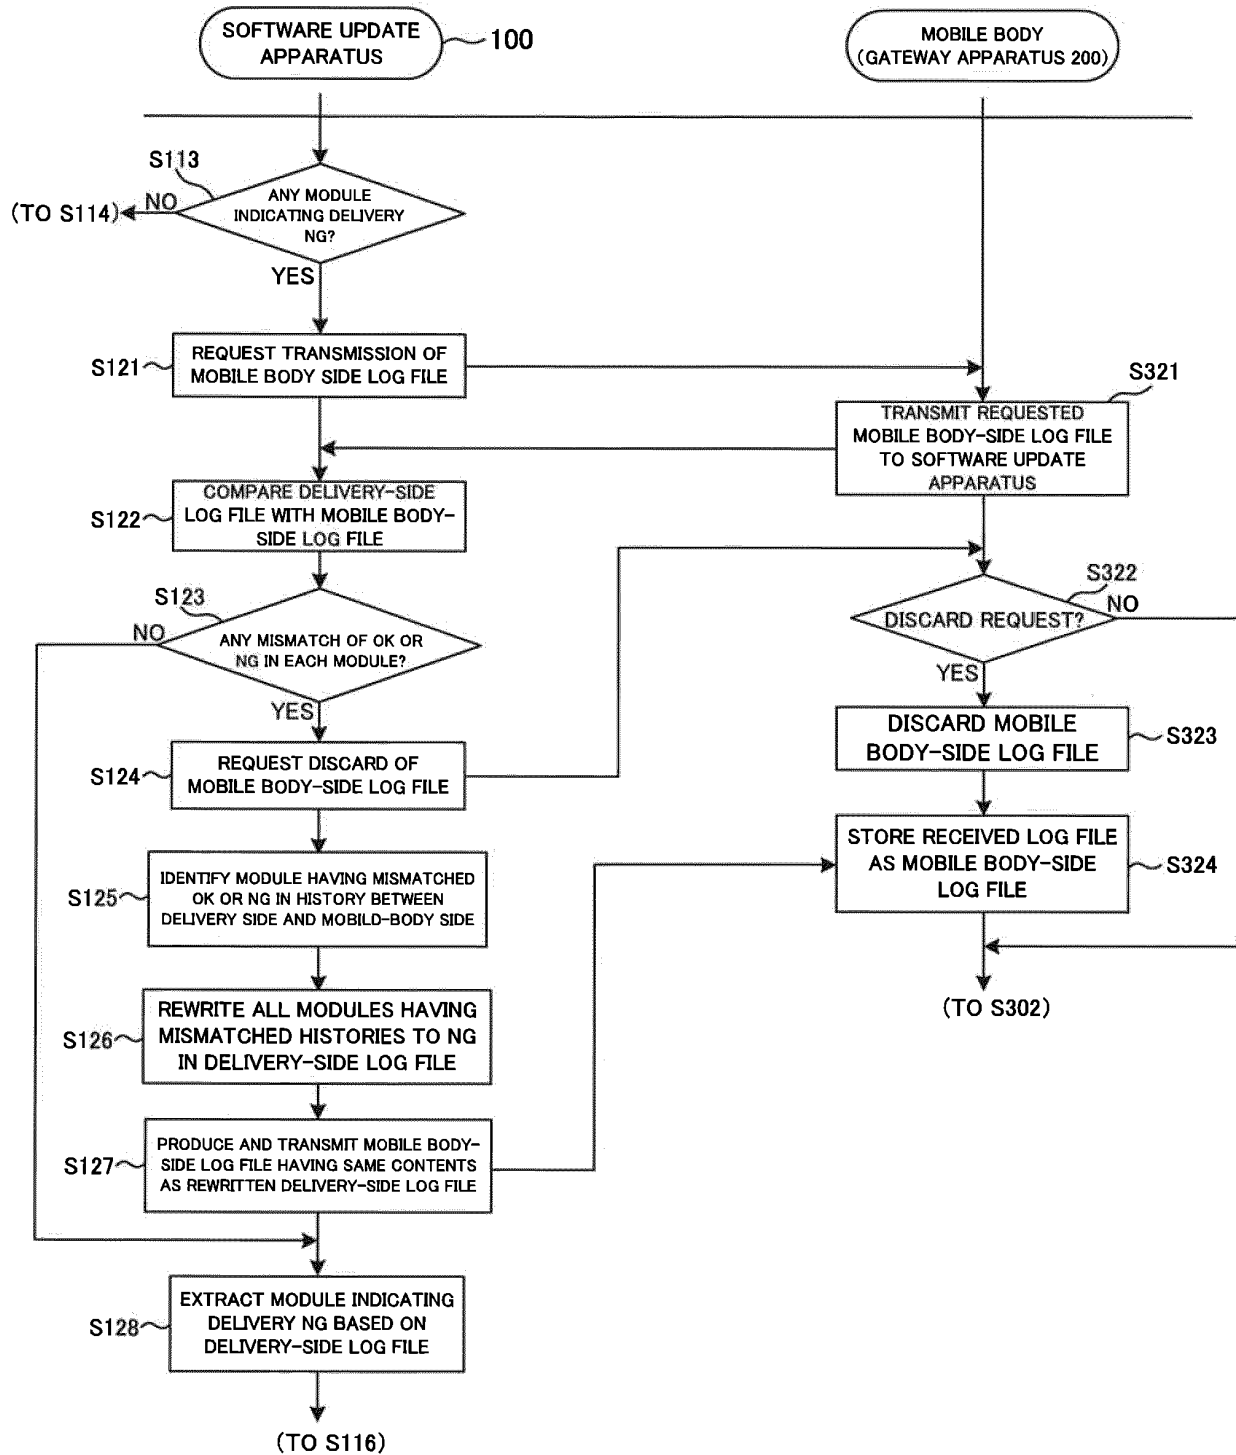 SOFTWARE UPDATE
APPARATUS
100
MOBILE BODY
(GATEWAY APPARATUS 200)
S113
ANY MODULE
INDICATING DELIVERY
NG?
NO
(TO S114)
YES
S121
REQUEST TRANSMISSION OF
MOBILE BODY SIDE LOG FILE
S321
TRANSMIT REQUESTED
MOBILE BODY-SIDE LOG FILE
TO SOFTWARE UPDATE
APPARATUS
S122
COMPARE DELIVERY-SIDE
LOG FILE WITH MOBILE BODY-
SIDE LOG FILE
S123
ANY MISMATCH OF OK OR
NG IN EACH MODULE?
NO
YES
S322
DISCARD REQUEST?
NO
YES
S124
REQUEST DISCARD OF
MOBILE BODY-SIDE LOG FILE
DISCARD MOBILE
BODY-SIDE LOG FILE
S323
S125
IDENTIFY MODULE HAVING MISMATCHED
OK OR NG IN HISTORY BETWEEN
DELIVERY SIDE AND MOBILD-BODY SIDE
STORE RECEIVED LOG FILE
AS MOBILE BODY-SIDE
LOG FILE
S324
(TO S302)
S126
REWRITE ALL MODULES HAVING
MISMATCHED HISTORIES TO NG
IN DELIVERY-SIDE LOG FILE
S127
PRODUCE AND TRANSMIT MOBILE BODY-
SIDE LOG FILE HAVING SAME CONTENTS
AS REWRITTEN DELIVERY-SIDE LOG FILE
S128
EXTRACT MODULE INDICATING
DELIVERY NG BASED ON
DELIVERY-SIDE LOG FILE
(TO S116)